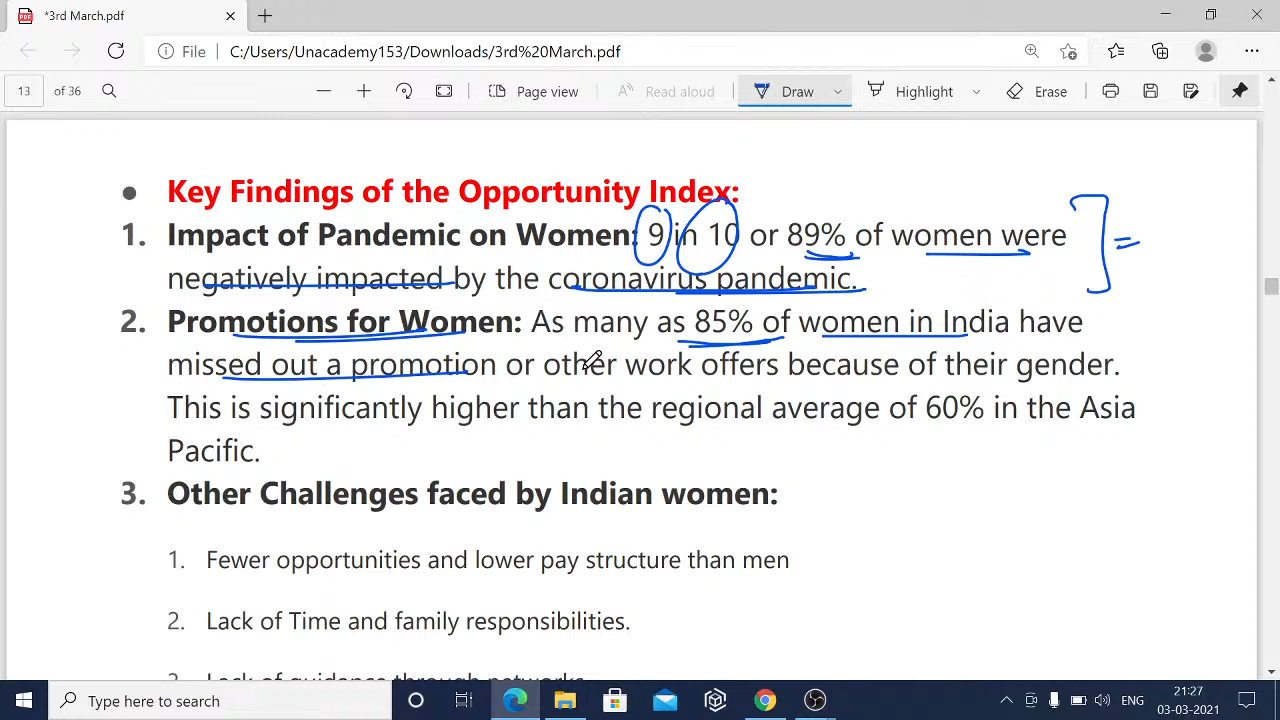 *3rd March.pdf
File C:/Users/Unacademy153/Downloads/3rd%20March.pdf
13 of 36 Page view Read aloud Draw Highlight Erase
Key Findings of the Opportunity Index:
1. Impact of Pandemic on Women: 9 in 10 or 89% of women were
negatively impacted by the coronavirus pandemic.
2. Promotions for Women: As many as 85% of women in India have
missed out a promotion or other work offers because of their gender.
This is significantly higher than the regional average of 60% in the Asia
Pacific.
3. Other Challenges faced by Indian women:
1. Fewer opportunities and lower pay structure than men
2. Lack of Time and family responsibilities.
3. Lack of guidance through networks
Type here to search ENG 21:27
03-03-2021